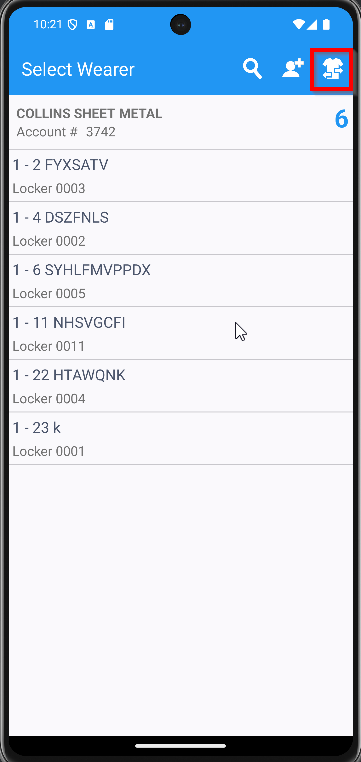 10:21
Select Wearer
COLLINS SHEET METAL
Account # 3742
6
1 - 2 FYXSATV
Locker 0003
1 - 4 DSZFNLS
Locker 0002
1 - 6 SYHLFMVPPDX
Locker 0005
1 - 11 NHSVGCFI
Locker 0011
1 - 22 HTAWQNK
Locker 0004
1 - 23 k
Locker 0001